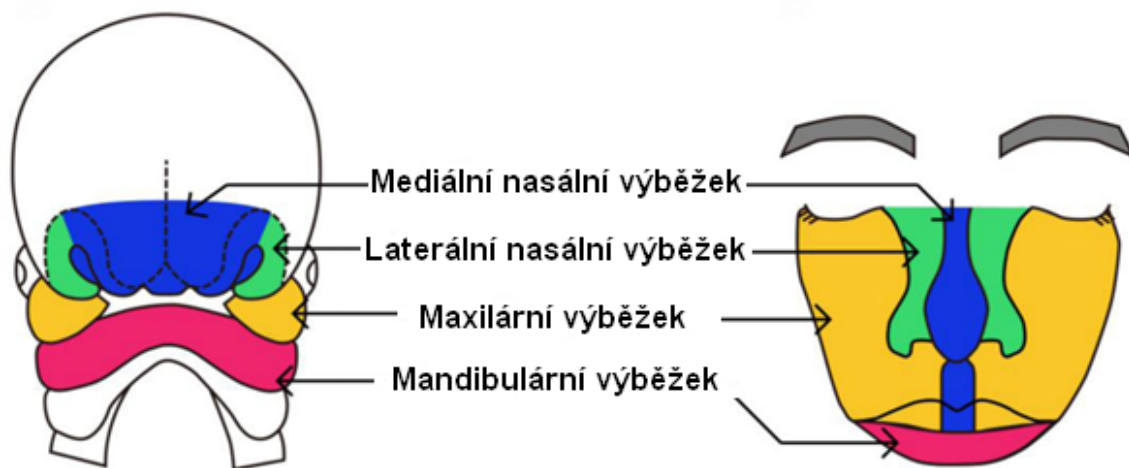 Mediální nasální výběžek
Laterální nasální výběžek
Maxilární výběžek
Mandibulární výběžek